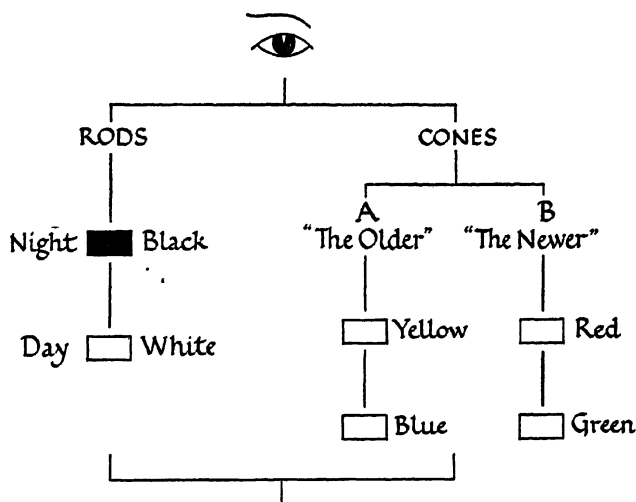 RODS
CONES
A
"The Older"
B
"The Newer"
Night
Black
Day
White
Yellow
Blue
Red
Green